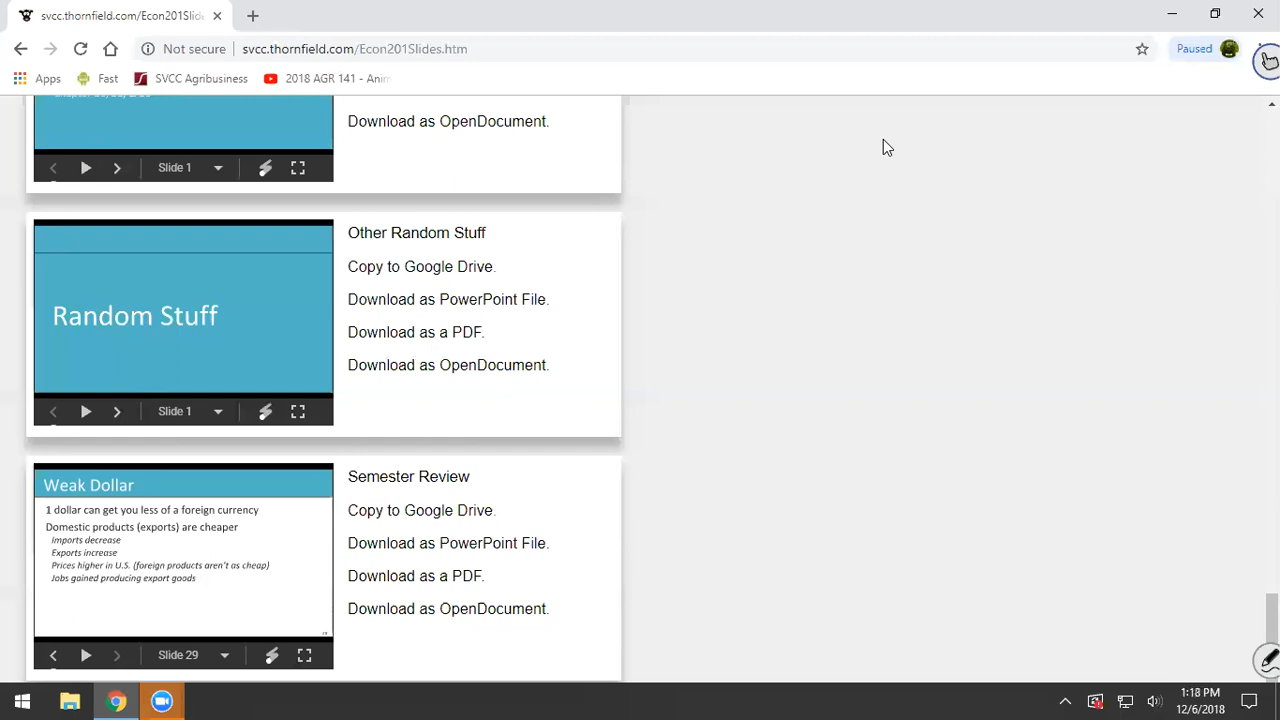 svcc.thornfield.com/Econ201Slide
Not secure
svcc.thornfield.com/Econ201Slides.htm
Paused
Apps
Fast
SVCC Agribusiness
2018 AGR 141 - Anim
Download as OpenDocument.
Slide 1
Random Stuff
Slide 1
Other Random Stuff
Copy to Google Drive.
Download as PowerPoint File.
Download as a PDF.
Download as OpenDocument.
Weak Dollar
1 dollar can get you less of a foreign currency
Domestic products (exports) are cheaper
Imports decrease
Exports increase
Prices higher in U.S. (foreign products aren't as cheap)
Jobs gained producing export goods
Slide 29
Semester Review
Copy to Google Drive.
Download as PowerPoint File.
Download as a PDF.
Download as OpenDocument.
1:18 PM
12/6/2018